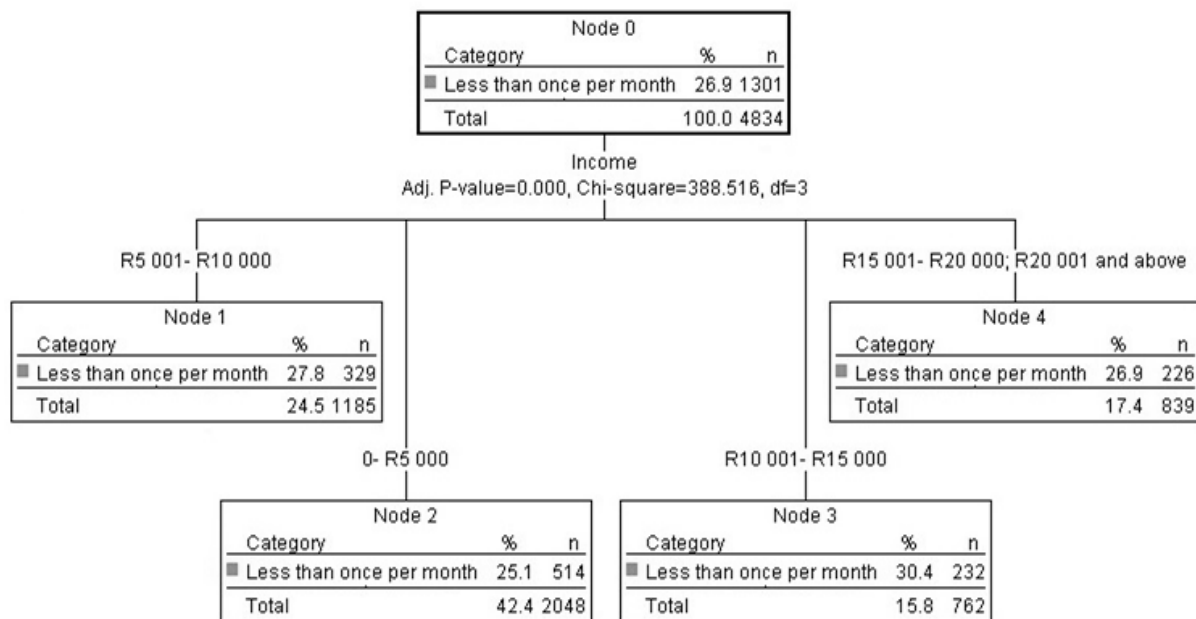 Node 0
Category % n
Less than once per month 26.9 1301
Total 100.0 4834
Income
Adj. P-value=0.000, Chi-square=388.516, df=3
R5 001- R10 000
R15 001- R20 000; R20 001 and above
Node 1
Category % n
Less than once per month 27.8 329
Total 24.5 1185
Node 4
Category % n
Less than once per month 26.9 226
Total 17.4 839
0- R5 000
R10 001- R15 000
Node 2
Category % n
Less than once per month 25.1 514
Total 42.4 2048
Node 3
Category % n
Less than once per month 30.4 232
Total 15.8 762